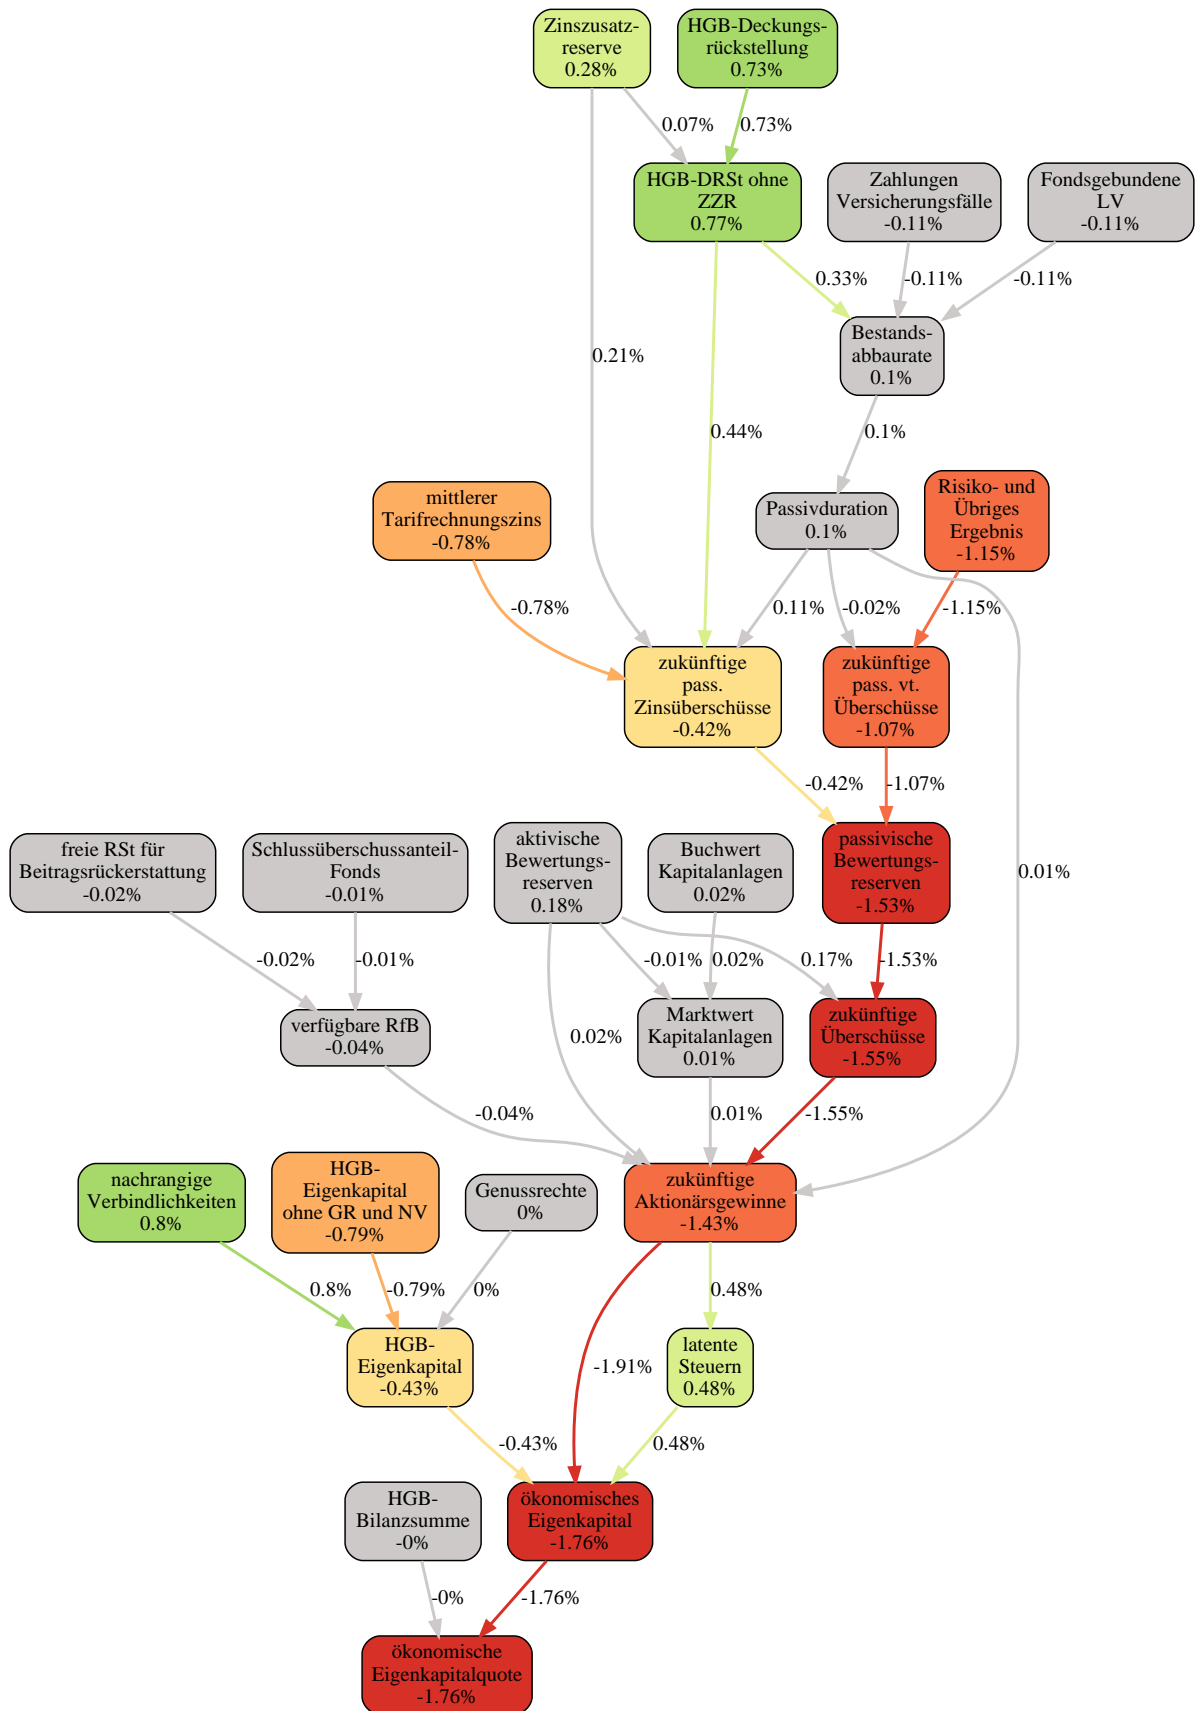 Zinszusatz-
reserve
0.28%
HGB-Deckungs-
rückstellung
0.73%
0.07%
0.73%
HGB-DRSt ohne
ZZR
0.77%
Zahlungen
Versicherungsfälle
-0.11%
Fondsgebundene
LV
-0.11%
0.33%
-0.11%
-0.11%
Bestands-
abbaurate
0.1%
0.21%
0.44%
0.1%
mittlerer
Tarifrechnungszins
-0.78%
Passivduration
0.1%
Risiko- und
Übriges
Ergebnis
-1.15%
-0.78%
0.11%
-0.02%
-1.15%
zukünftige
pass.
Zinsüberschüsse
-0.42%
zukünftige
pass. vt.
Überschüsse
-1.07%
-0.42%
-1.07%
freie RSt für
Beitragsrückerstattung
-0.02%
Schlussüberschussanteil-
Fonds
-0.01%
aktivische
Bewertungs-
reserven
0.18%
Buchwert
Kapitalanlagen
0.02%
passivische
Bewertungs-
reserven
-1.53%
0.01%
-0.02%
-0.01%
-0.01%
0.02%
0.17%
-1.53%
verfügbare RfB
-0.04%
0.02%
Marktwert
Kapitalanlagen
0.01%
zukünftige
Überschüsse
-1.55%
-0.04%
0.01%
-1.55%
nachrangige
Verbindlichkeiten
0.8%
HGB-
Eigenkapital
ohne GR und NV
-0.79%
Genussrechte
0%
zukünftige
Aktionärsgewinne
-1.43%
0.8%
-0.79%
0%
0.48%
HGB-
Eigenkapital
-0.43%
-1.91%
latente
Steuern
0.48%
-0.43%
0.48%
HGB-
Bilanzsumme
-0%
ökonomisches
Eigenkapital
-1.76%
-0%
-1.76%
ökonomische
Eigenkapitalquote
-1.76%